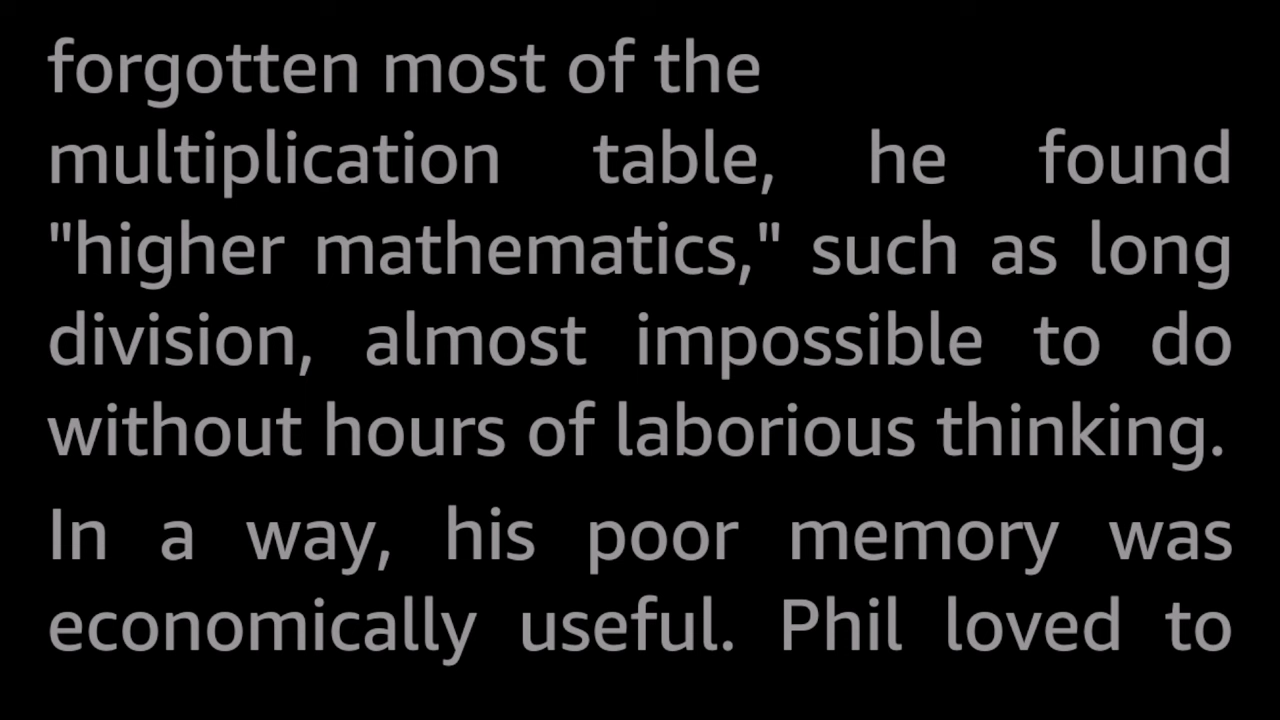 forgotten most of the
multiplication table, he found
"higher mathematics," such as long
division, almost impossible to do
without hours of laborious thinking.
In a way, his poor memory was
economically useful. Phil loved to